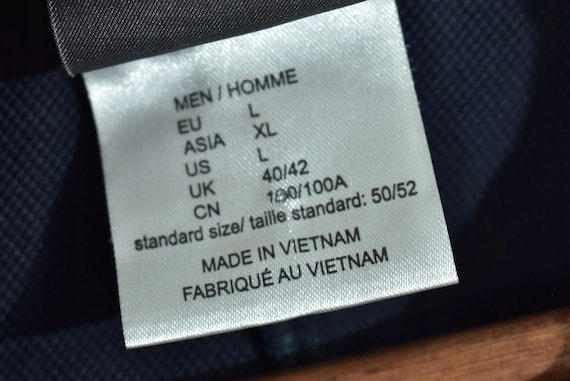 MEN / HOMME
EU L
ASIA XL
US L
UK 40/42
CN 190/100A
standard size/ taille standard: 50/52
MADE IN VIETNAM
FABRIQUÉ AU VIETNAM